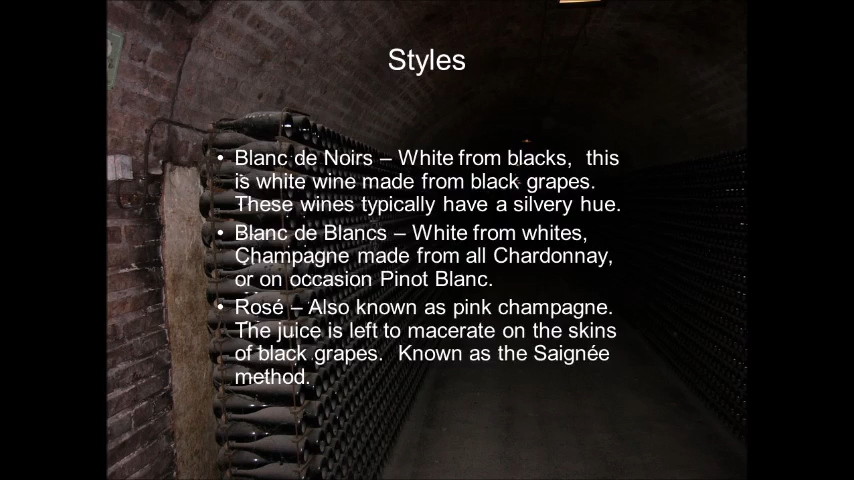 Styles
• Blanc de Noirs – White from blacks,  this
is white wine made from black grapes.
These wines typically have a silvery hue.
• Blanc de Blancs – White from whites,
Champagne made from all Chardonnay,
or on occasion Pinot Blanc.
• Rosé – Also known as pink champagne.
The juice is left to macerate on the skins
of black grapes.  Known as the Saignée
method.